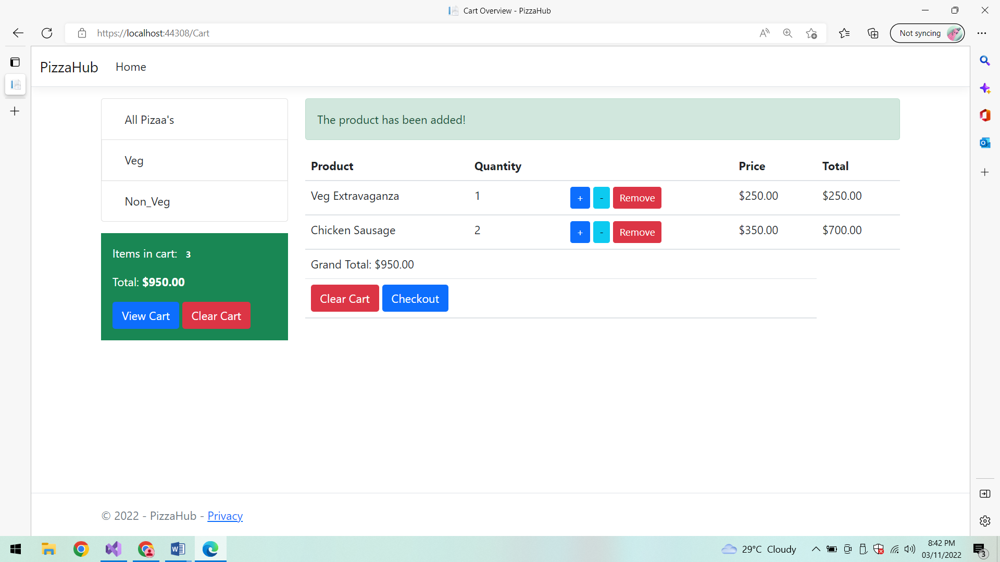 Cart Overview - PizzaHub
https://localhost:44308/Cart
Not syncing
PizzaHub Home
All Pizaa's
Veg
Non_Veg
Items in cart: 3
Total: $950.00
View Cart Clear Cart
The product has been added!
Product Quantity Price Total
Veg Extravaganza 1 + - Remove $250.00 $250.00
Chicken Sausage 2 + - Remove $350.00 $700.00
Grand Total: $950.00
Clear Cart Checkout
© 2022 - PizzaHub - Privacy
29°C Cloudy
8:42 PM
03/11/2022
3